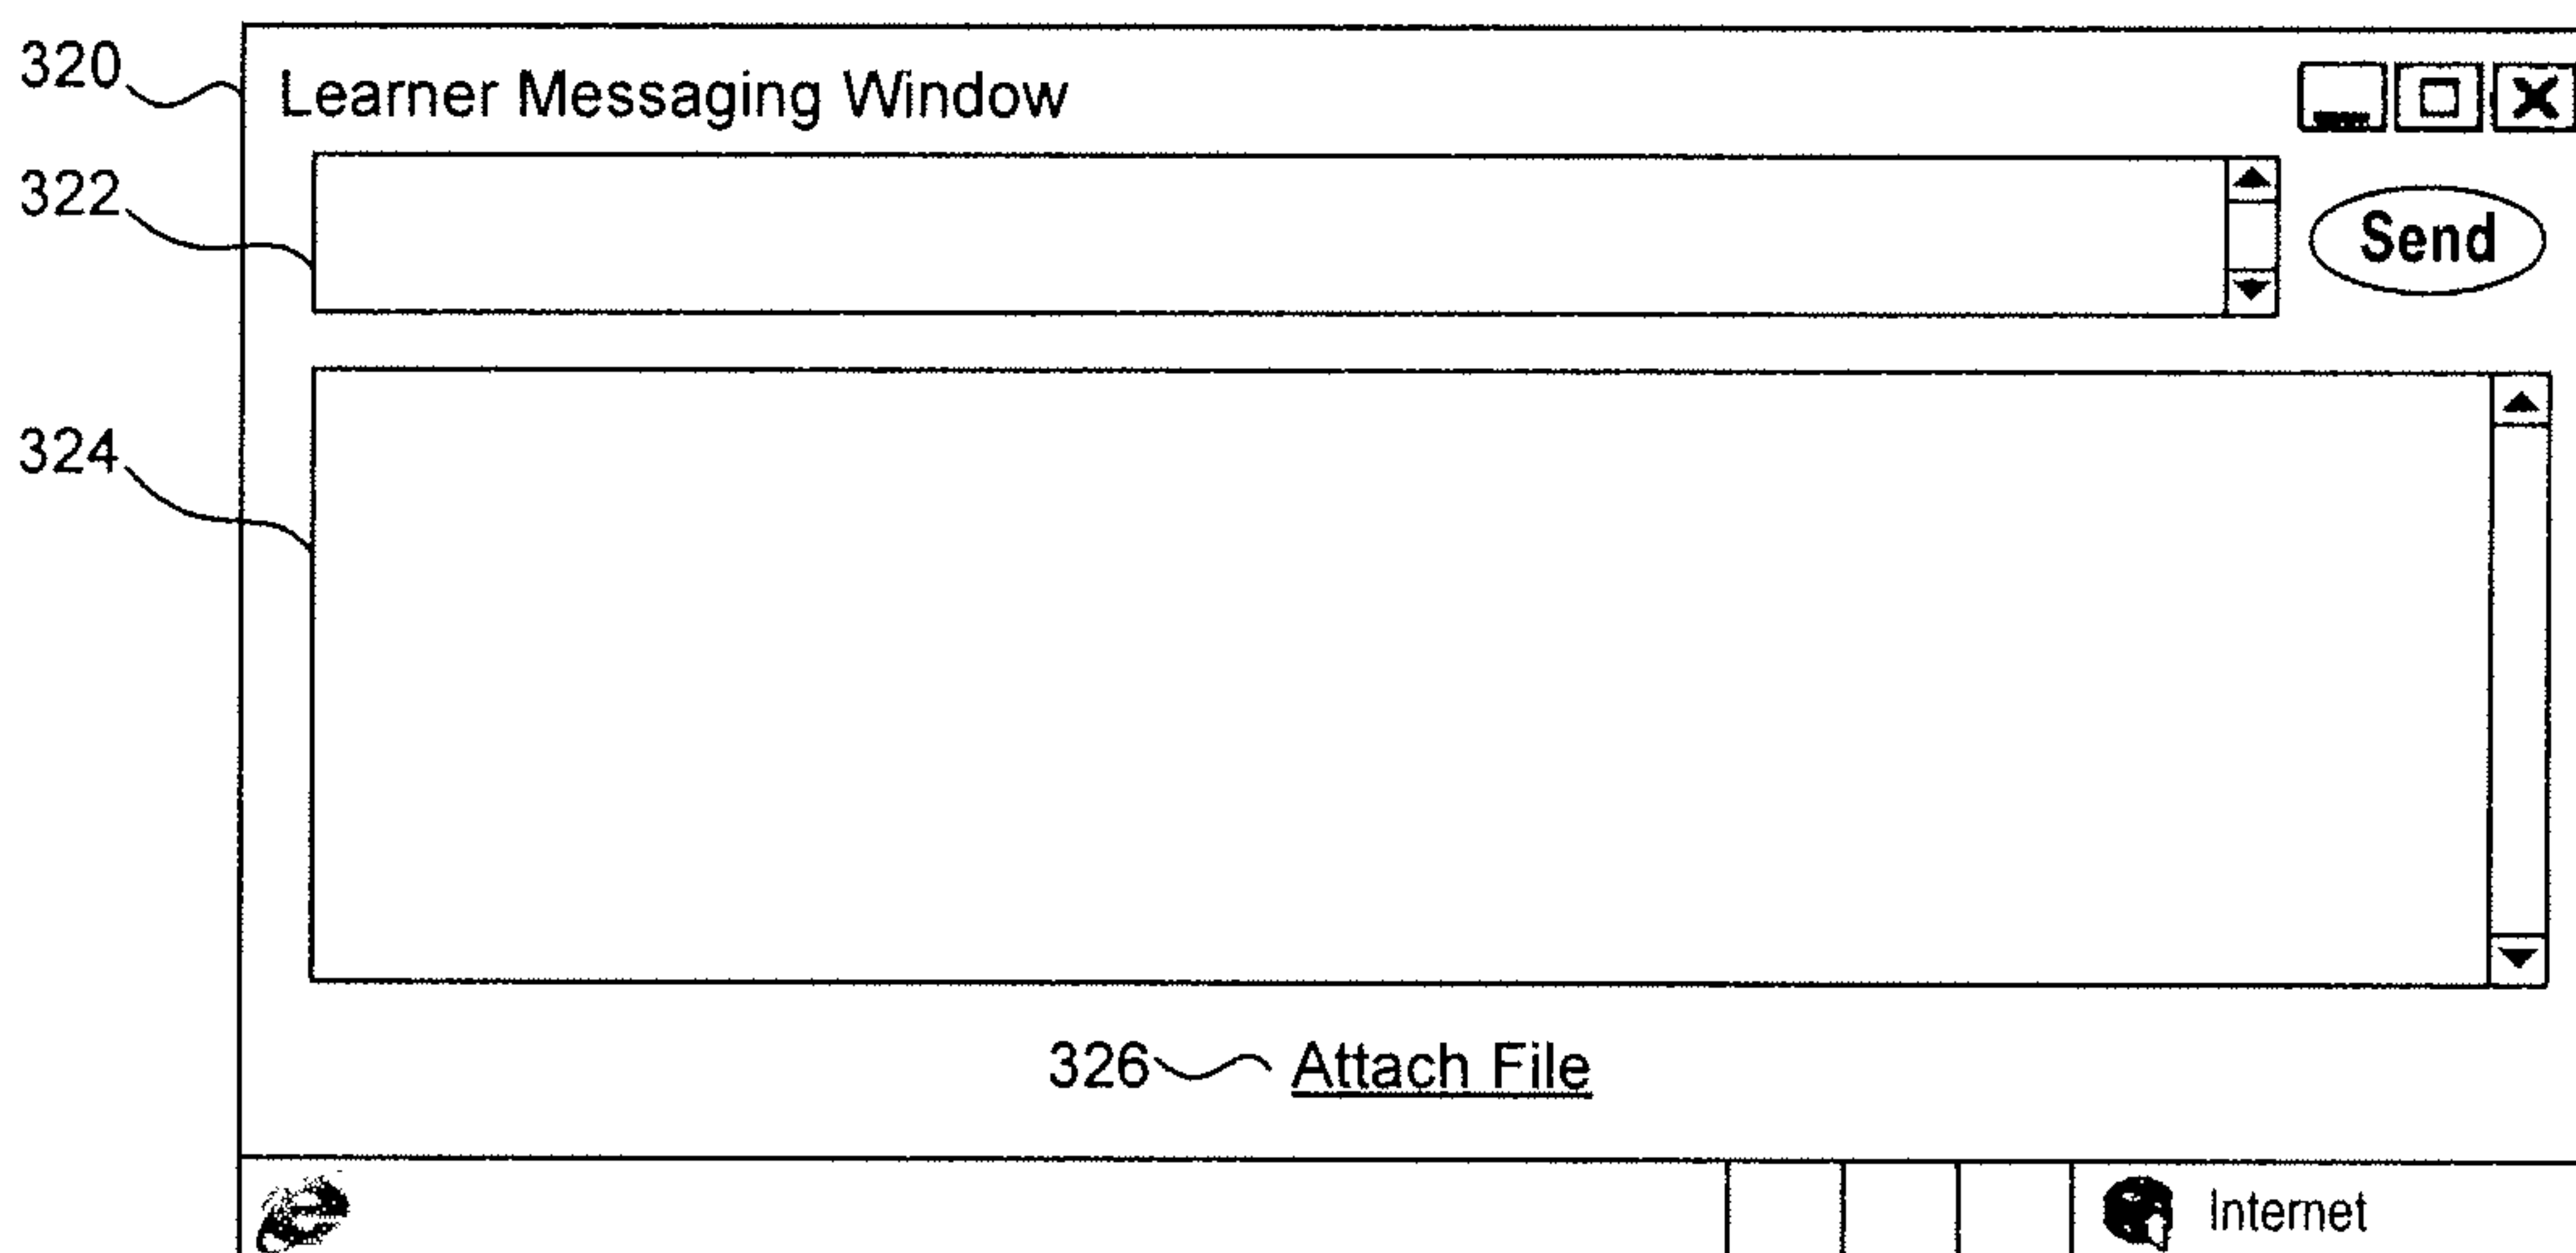 320
Learner Messaging Window
322
Send
324
326 Attach File
Internet